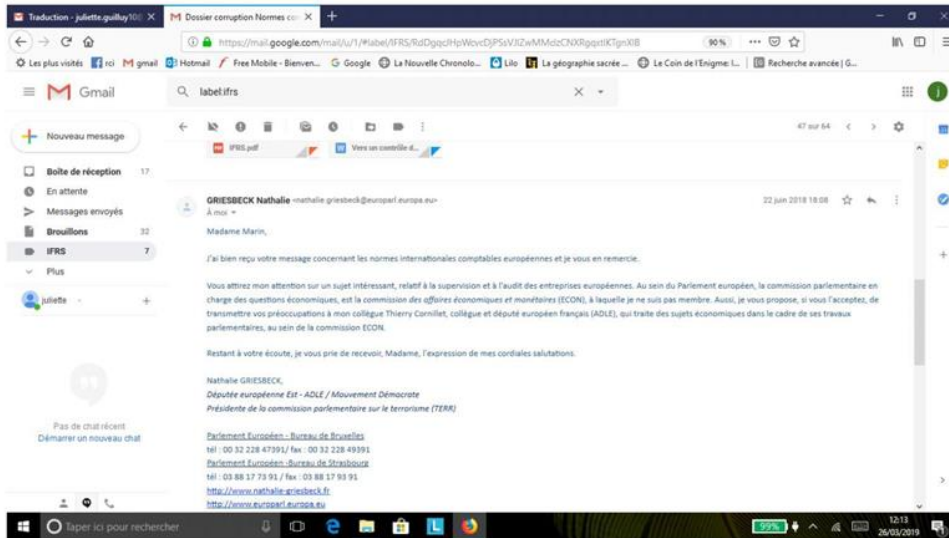 Traduction - juliette.guilluy10
Dossier corruption Normes co
https://mail.google.com/mail/u/1/#label/IFRS/
90 %
Les plus visités rci M gmail Hotmail Free Mobile - Bienven... Google La Nouvelle Chronolo... Lilo La géographie sacrée ... Le Coin de l'Enigme: l... Recherche avancée | G...
Gmail
label:ifrs
Nouveau message
47 sur 64
IFRS.pdf
Vers un contrôle d...
Boîte de réception 17
En attente
Messages envoyés
Brouillons 32
IFRS 7
Plus
juliette
Pas de chat récent
Démarrer un nouveau chat
GRIESBECK Nathalie <nathalie.griesbeck@europarl.europa.eu>
22 juin 2018 18:08
À moi
Madame Marin,
J'ai bien reçu votre message concernant les normes internationales comptables européennes et je vous en remercie.
Vous attirez mon attention sur un sujet intéressant, relatif à la supervision et à l'audit des entreprises européennes. Au sein du Parlement européen, la commission parlementaire en
charge des questions économiques, est la commission des affaires économiques et monétaires (ECON), à laquelle je ne suis pas membre. Aussi, je vous propose, si vous l'acceptez, de
transmettre vos préoccupations à mon collègue Thierry Cornillet, collègue et député européen français (ADLE), qui traite des sujets économiques dans le cadre de ses travaux
parlementaires, au sein de la commission ECON.
Restant à votre écoute, je vous prie de recevoir, Madame, l'expression de mes cordiales salutations.
Nathalie GRIESBECK,
Députée européenne Est - ADLE / Mouvement Démocrate
Présidente de la commission parlementaire sur le terrorisme (TERR)
Parlement Européen - Bureau de Bruxelles
tél : 00 32 228 47391/ fax : 00 32 228 49391
Parlement Européen -Bureau de Strasbourg
tél : 03 88 17 73 91 / fax : 03 88 17 93 91
http://www.nathalie-griesbeck.fr
http://www.europarl.europa.eu
Taper ici pour rechercher
99%
12:13
26/03/2019